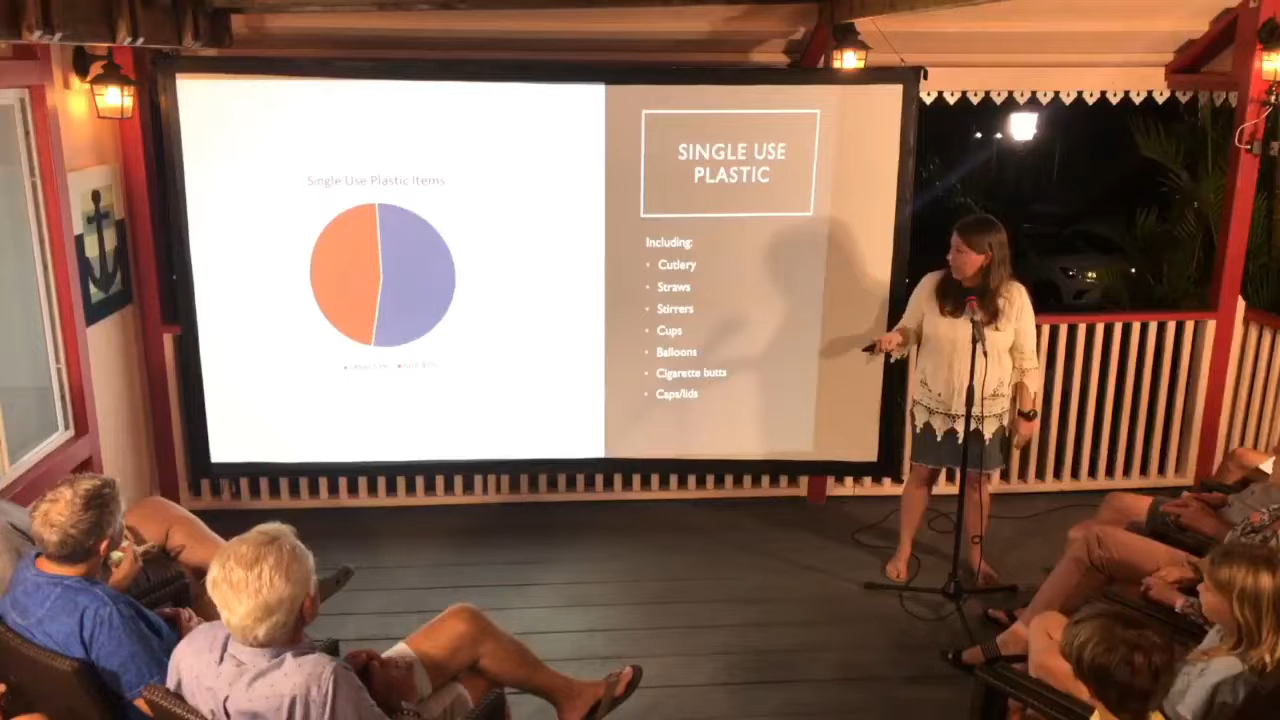 Single Use Plastic Items
SINGLE USE
PLASTIC
Including:
• Cutlery
• Straws
• Stirrers
• Cups
• Balloons
• Cigarette butts
• Caps/lids